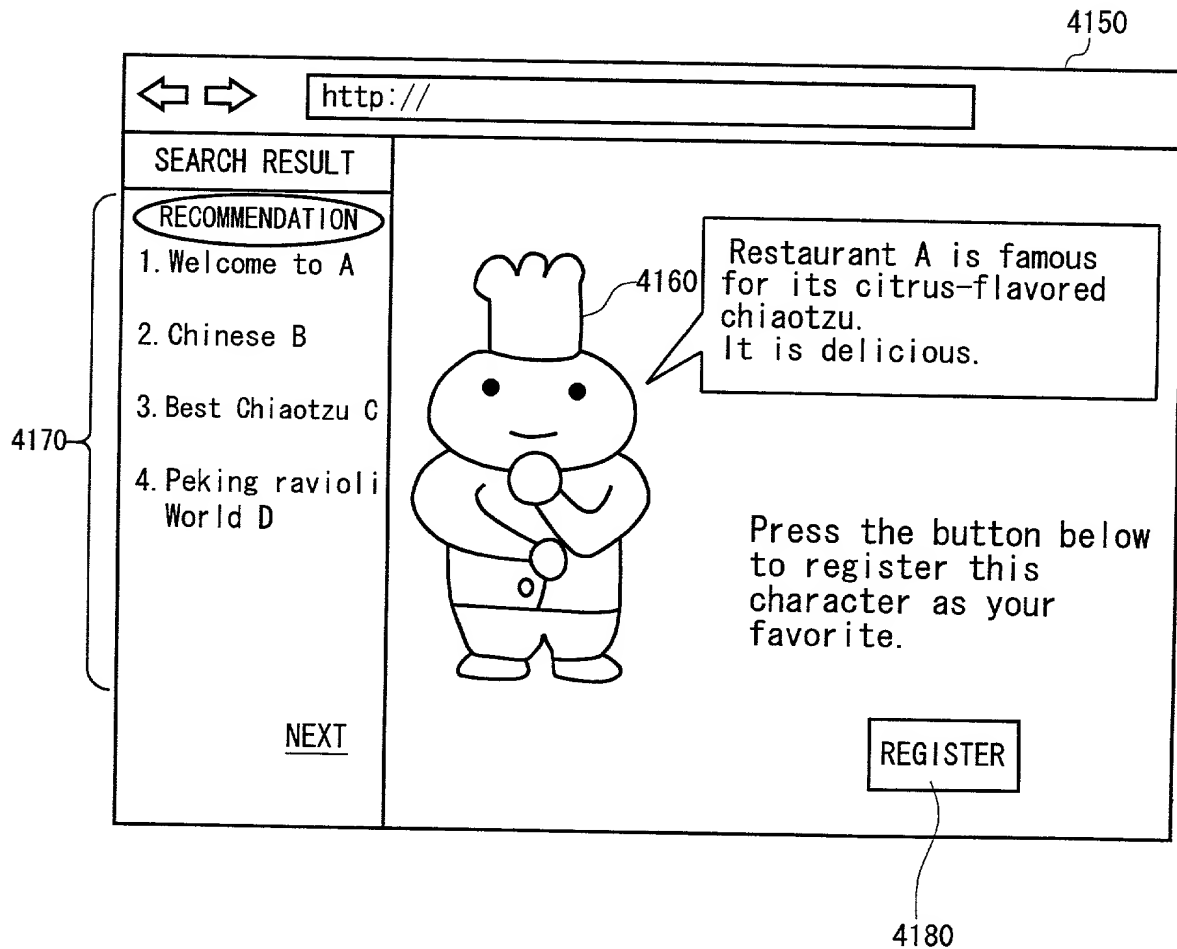 4150
http://
SEARCH RESULT
RECOMMENDATION
1. Welcome to A
2. Chinese B
3. Best Chiaotzu C
4. Peking ravioli
World D
4170
NEXT
4160
Restaurant A is famous
for its citrus-flavored
chiaotzu.
It is delicious.
Press the button below
to register this
character as your
favorite.
REGISTER
4180